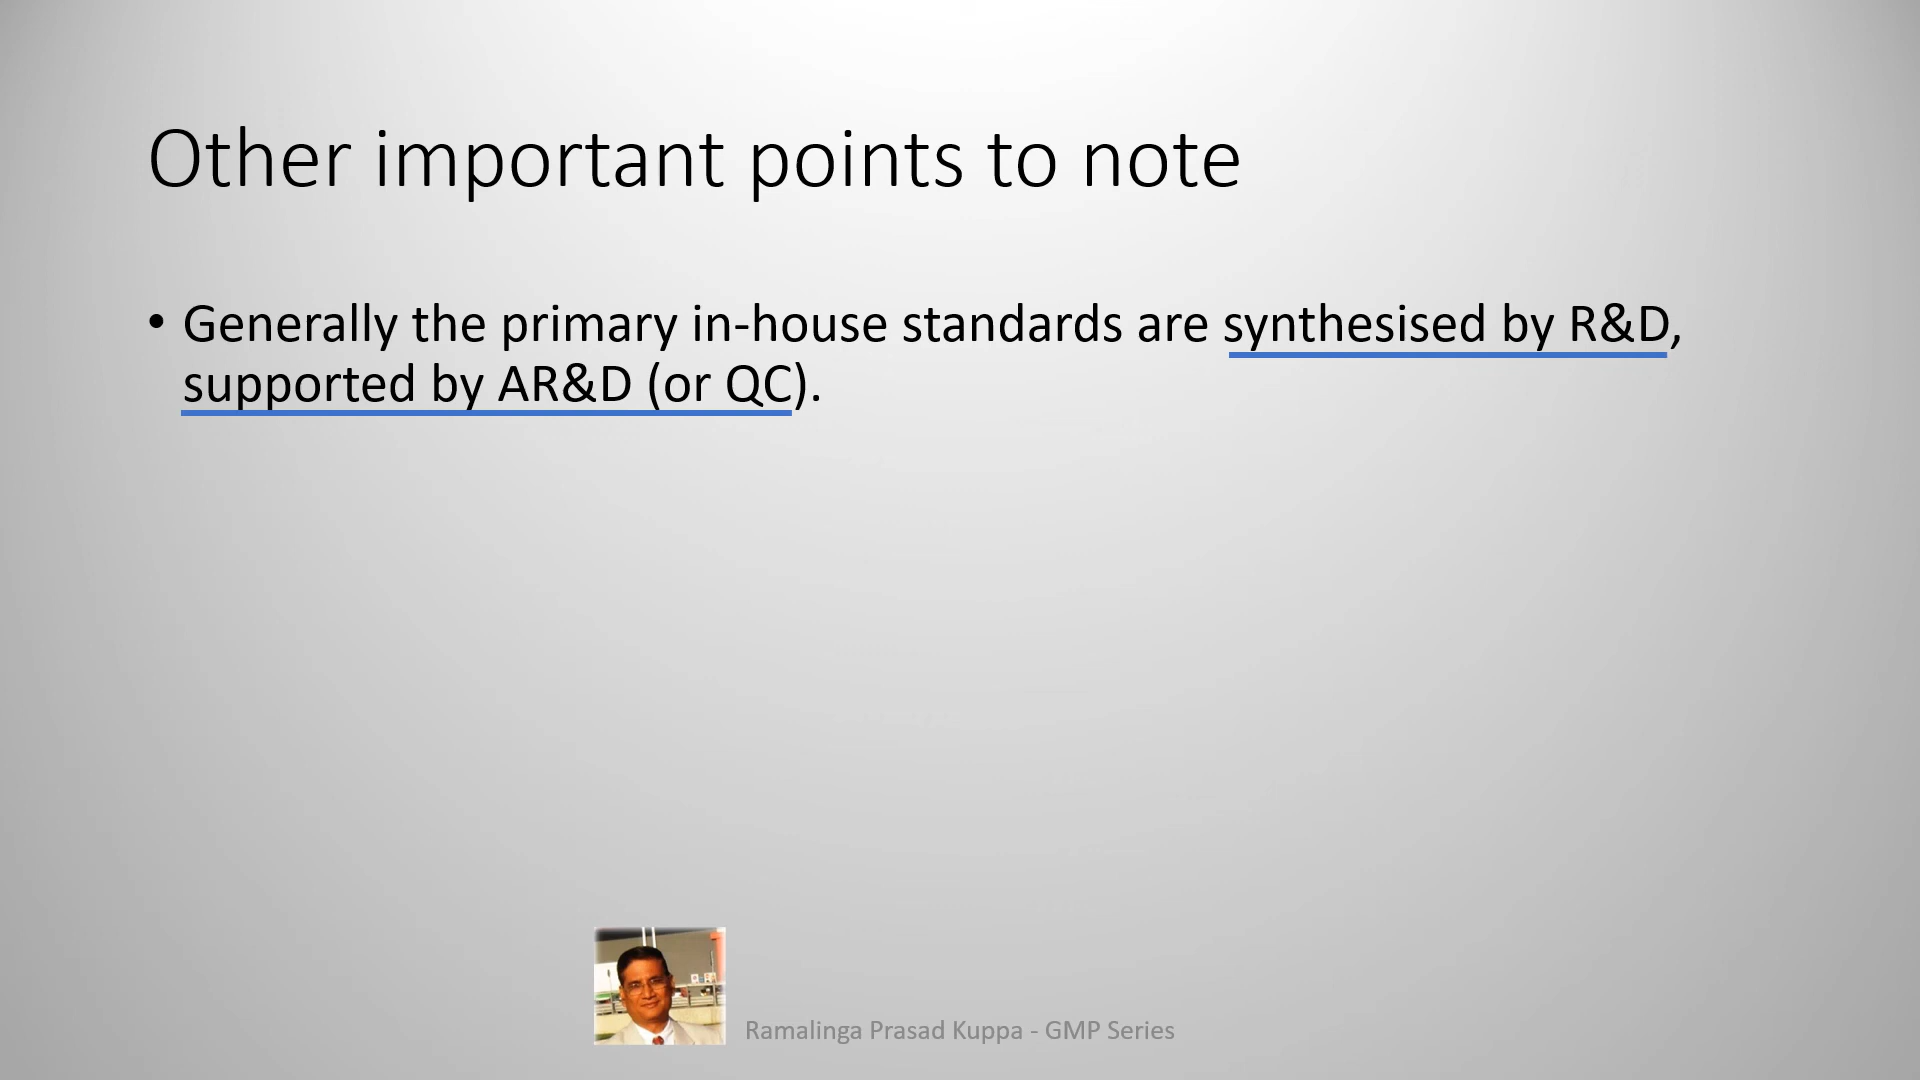 Other important points to note
• Generally the primary in-house standards are synthesised by R&D,
supported by AR&D (or QC).
Ramalinga Prasad Kuppa - GMP Series